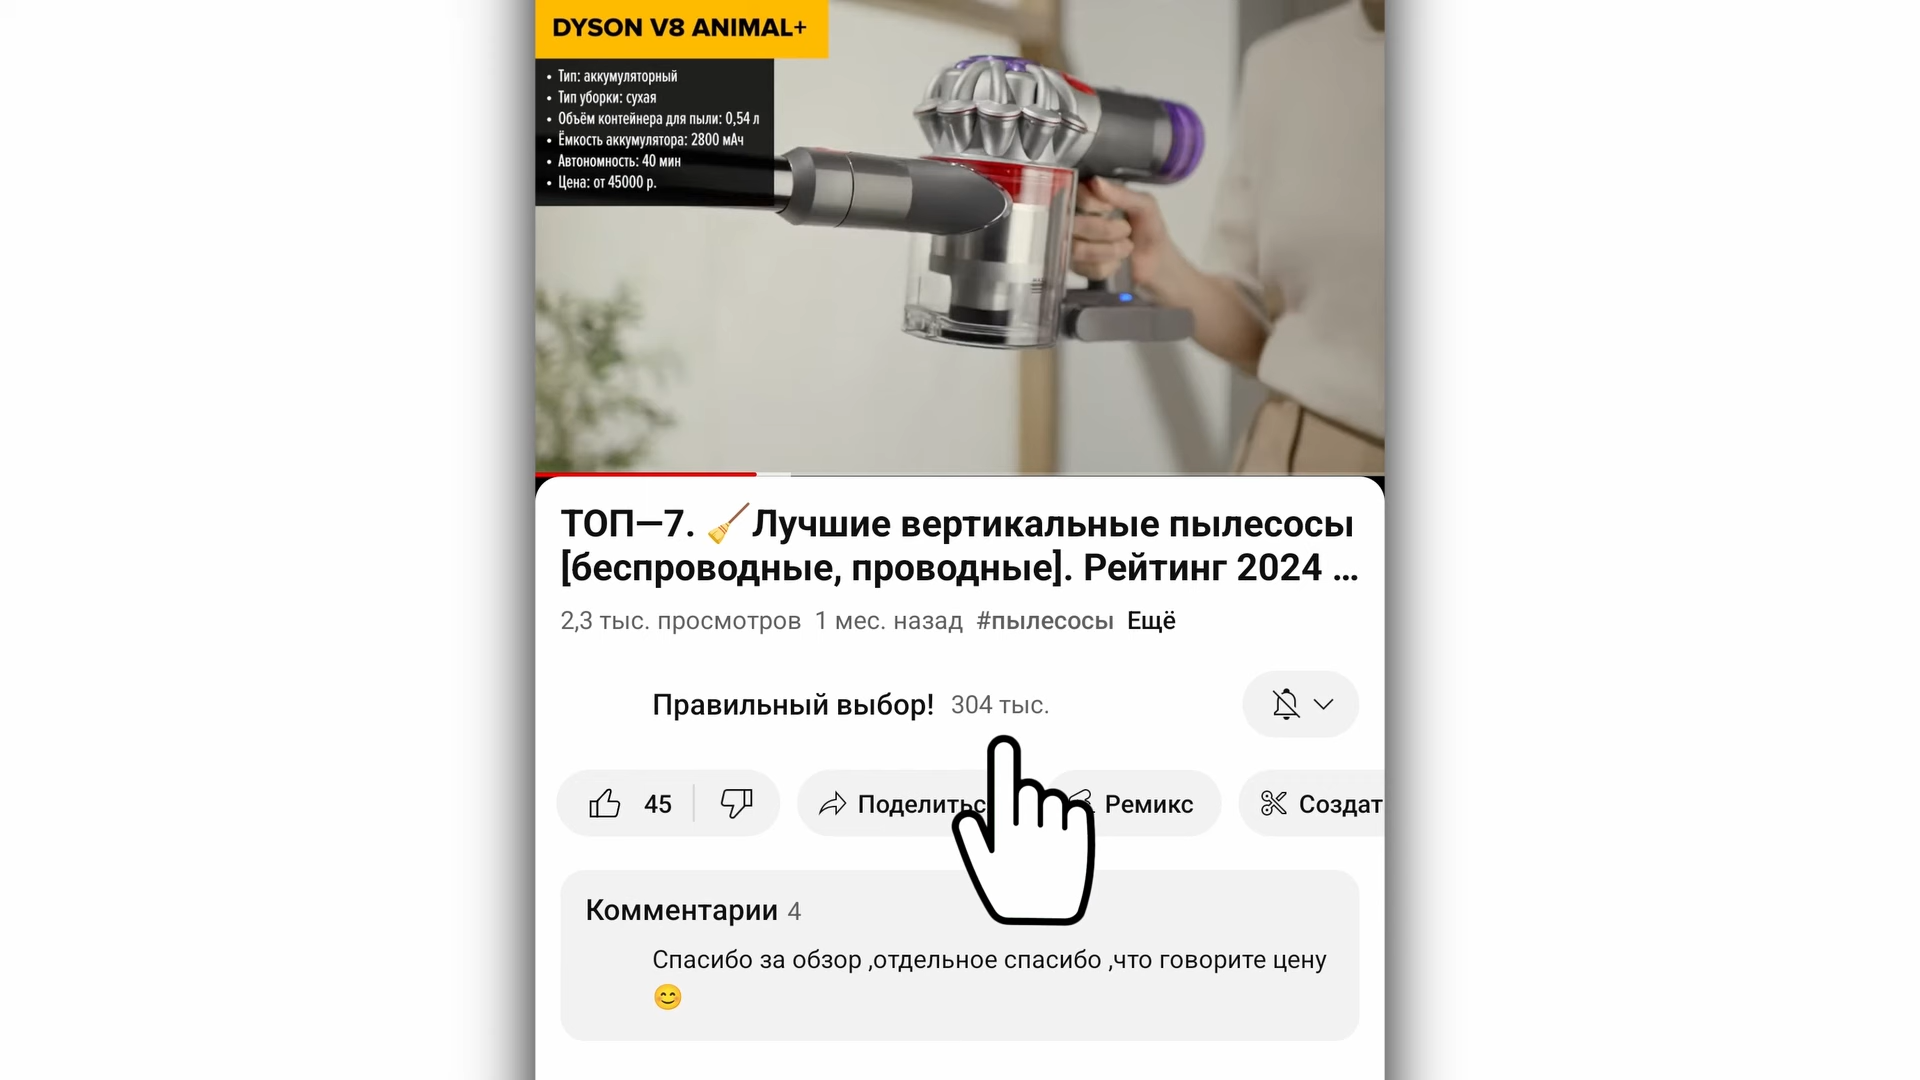 DYSON V8 ANIMAL+
• Тип: аккумуляторный
• Тип уборки: сухая
• Объём контейнера для пыли: 0,54 л
• Ёмкость аккумулятора: 2800 мАч
• Автономность: 40 мин
• Цена: от 45000 р.
ТОП—7. 🧹Лучшие вертикальные пылесосы
[беспроводные, проводные]. Рейтинг 2024 ...
2,3 тыс. просмотров 1 мес. назад #пылесосы Ещё
Правильный выбор! 304 тыс.
45 Поделитьс Ремикс Создат
Комментарии 4
Спасибо за обзор ,отдельное спасибо ,что говорите цену
😊